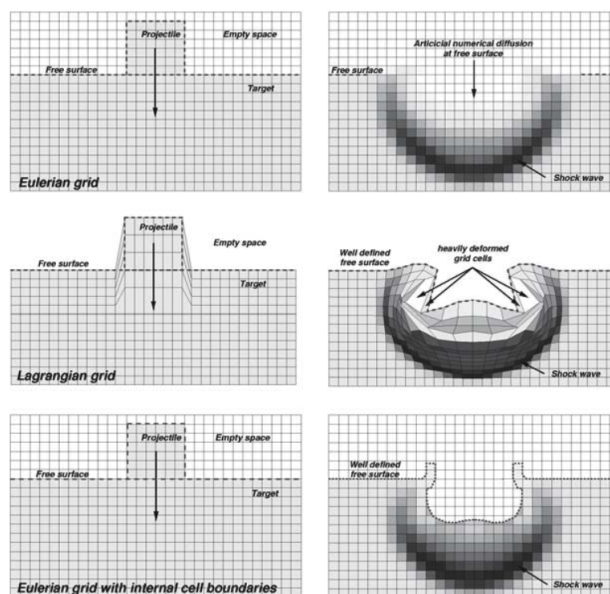 Projectile
Empty space
Free surface
Target
Eulerian grid
Articicial numerical diffusion
at free surface
Free surface
Shock wave
Projectile
Empty space
Free surface
Target
Lagrangian grid
Well defined
free surface
heavily deformed
grid cells
Shock wave
Projectile
Empty space
Free surface
Target
Eulerian grid with internal cell boundaries
Well defined
free surface
Shock wave